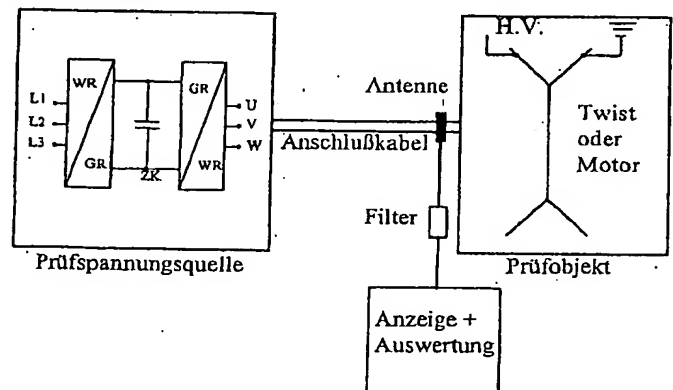 WR
GR
L1
L2
L3
GR
WR
ZK
U
V
W
Prüfspannungsquelle
Antenne
Anschlußkabel
Filter
Anzeige +
Auswertung
H.V.
Twist
oder
Motor
Prüfobjekt